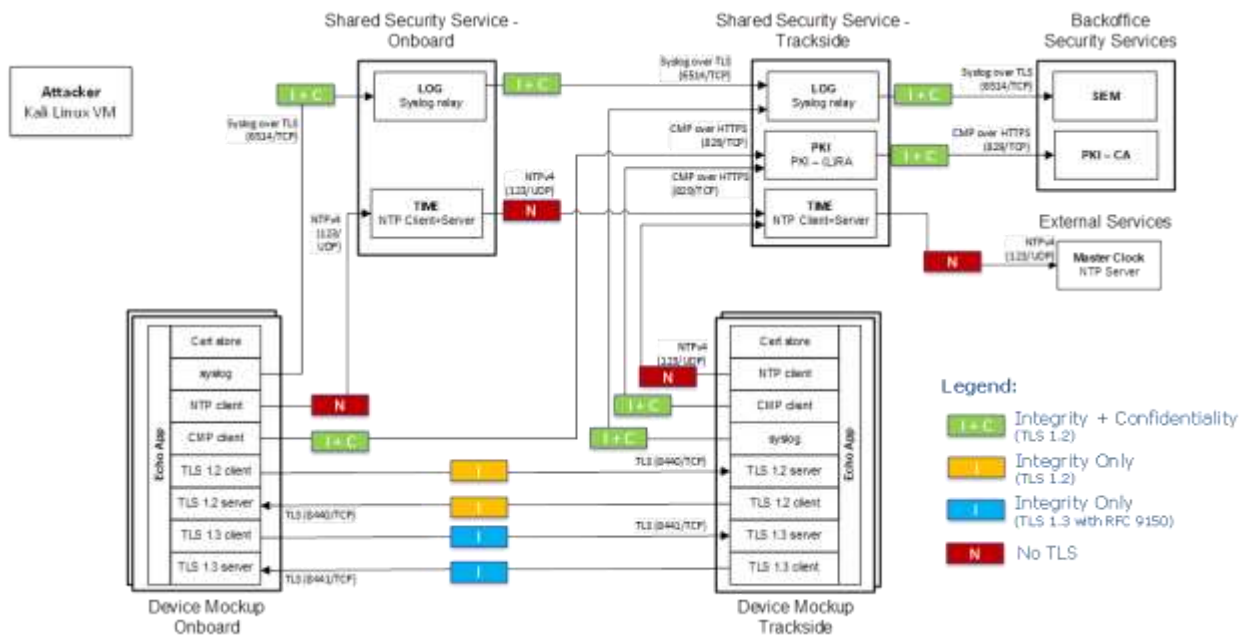 Shared Security Service -
Onboard
Shared Security Service -
Trackside
Backoffice
Security Services
Attacker
Kali Linux VM
I + C
Syslog over TLS
(6514/TCP)
LOG
Syslog relay
I + C
Syslog over TLS
(6514/TCP)
LOG
Syslog relay
I + C
Syslog over TLS
(6514/TCP)
SIEM
CMP over HTTPS
(829/TCP)
PKI
I + C
CMP over HTTPS
(829/TCP)
PKI – CA
CMP over HTTPS
(829/TCP)
NTPv4
(123/
UDP)
TIME
NTP Client+Server
NTPv4
(123/UDP)
N
TIME
NTP Client+Server
External Services
N
NTPv4
(123/UDP)
Master Clock
NTP Server
Echo App
Cert store
syslog
NTP client
CMP client
TLS 1.2 client
TLS 1.2 server
TLS 1.3 client
TLS 1.3 server
N
I + C
NTPv4
(123/UDP)
N
I + C
I + C
I
TLS (8440/TCP)
I
TLS (8440/TCP)
I
TLS (8441/TCP)
I
TLS (8441/TCP)
Cert store
NTP client
CMP client
syslog
TLS 1.2 server
TLS 1.2 client
TLS 1.3 server
TLS 1.3 client
Echo App
Device Mockup
Onboard
Device Mockup
Trackside
Legend:
I + C
Integrity + Confidentiality
(TLS 1.2)
I
Integrity Only
(TLS 1.2)
I
Integrity Only
(TLS 1.3 with RFC 9150)
N
No TLS